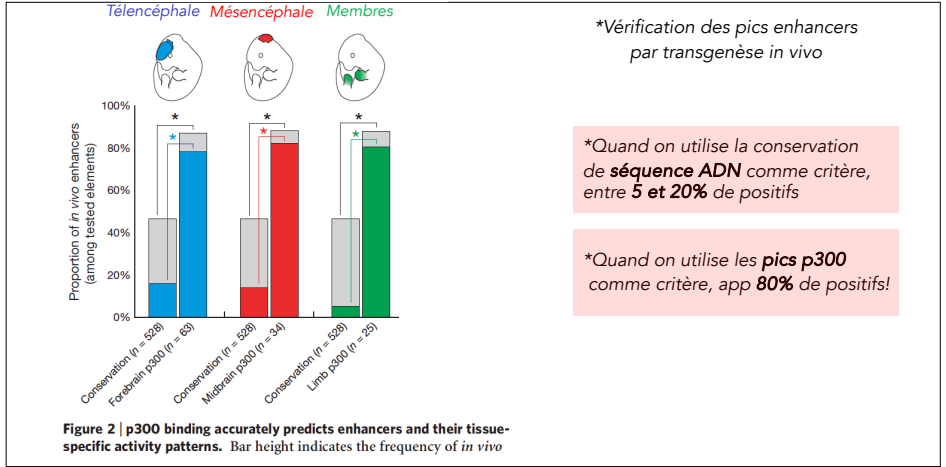 Télencéphale Mésencéphale Membres
*Vérification des pics enhancers
par transgenèse in vivo
Proportion of in vivo enhancers
(among tested elements)
100%
80%
60%
40%
20%
0%
* * *
* * *
Conservation (n = 528)
Forebrain p300 (n = 63)
Conservation (n = 528)
Midbrain p300 (n = 34)
Conservation (n = 528)
Limb p300 (n = 25)
*Quand on utilise la conservation
de séquence ADN comme critère,
entre 5 et 20% de positifs
*Quand on utilise les pics p300
comme critère, app 80% de positifs!
Figure 2 | p300 binding accurately predicts enhancers and their tissue-
specific activity patterns. Bar height indicates the frequency of in vivo